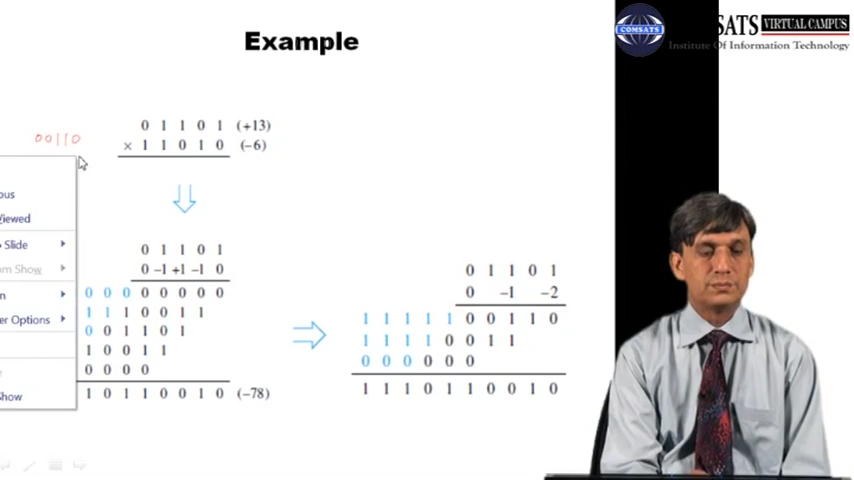 Example
COMSATS
COMSATS VIRTUAL CAMPUS
Institute Of Information Technology
00110
0 1 1 0 1 (+13)
× 1 1 0 1 0 (−6)
ous
Viewed
o Slide
om Show
n
er Options
Show
0 1 1 0 1
0 −1 +1 −1 0
0 0 0 0 0 0 0 0
1 1 1 0 0 1 1
0 0 1 1 0 1
1 0 0 1 1
0 0 0 0
1 0 1 1 0 0 1 0 (−78)
0 1 1 0 1
0 −1 −2
1 1 1 1 1 0 0 1 1 0
1 1 1 1 0 0 1 1
0 0 0 0 0 0
1 1 1 0 1 1 0 0 1 0